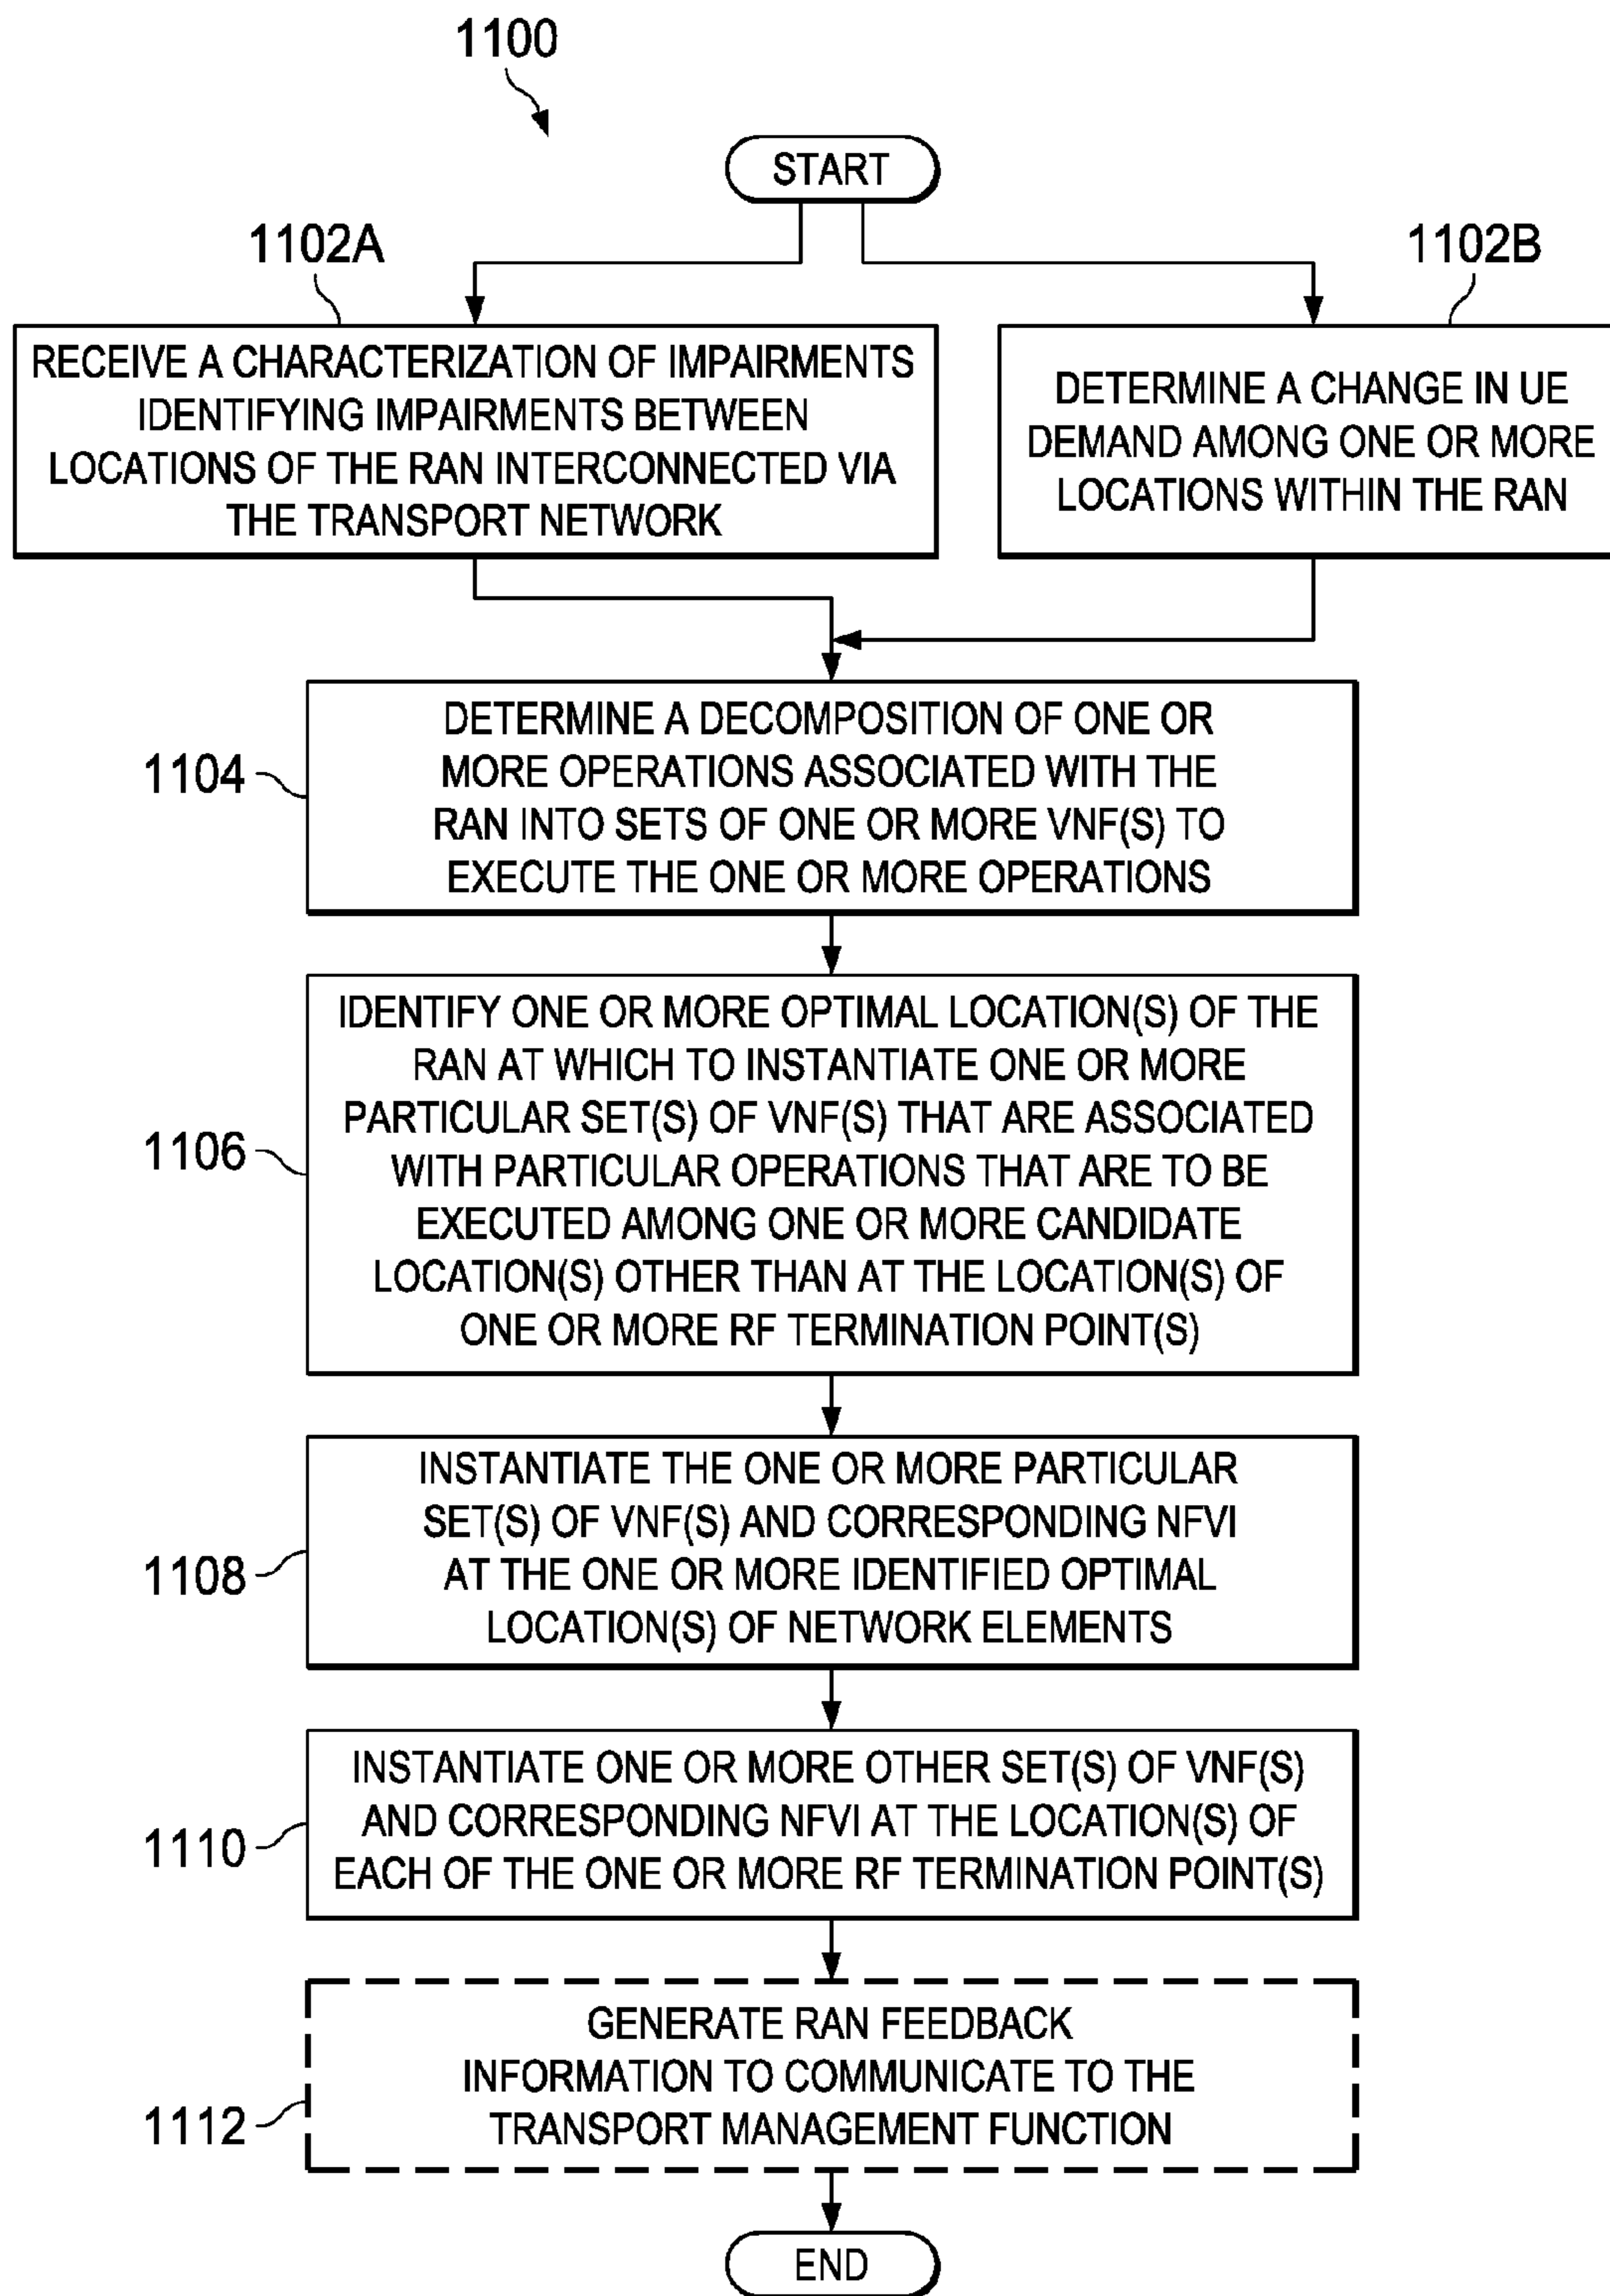 1100
START
1102A
1102B
RECEIVE A CHARACTERIZATION OF IMPAIRMENTS
IDENTIFYING IMPAIRMENTS BETWEEN
LOCATIONS OF THE RAN INTERCONNECTED VIA
THE TRANSPORT NETWORK
DETERMINE A CHANGE IN UE
DEMAND AMONG ONE OR MORE
LOCATIONS WITHIN THE RAN
1104
DETERMINE A DECOMPOSITION OF ONE OR
MORE OPERATIONS ASSOCIATED WITH THE
RAN INTO SETS OF ONE OR MORE VNF(S) TO
EXECUTE THE ONE OR MORE OPERATIONS
1106
IDENTIFY ONE OR MORE OPTIMAL LOCATION(S) OF THE
RAN AT WHICH TO INSTANTIATE ONE OR MORE
PARTICULAR SET(S) OF VNF(S) THAT ARE ASSOCIATED
WITH PARTICULAR OPERATIONS THAT ARE TO BE
EXECUTED AMONG ONE OR MORE CANDIDATE
LOCATION(S) OTHER THAN AT THE LOCATION(S) OF
ONE OR MORE RF TERMINATION POINT(S)
1108
INSTANTIATE THE ONE OR MORE PARTICULAR
SET(S) OF VNF(S) AND CORRESPONDING NFVI
AT THE ONE OR MORE IDENTIFIED OPTIMAL
LOCATION(S) OF NETWORK ELEMENTS
1110
INSTANTIATE ONE OR MORE OTHER SET(S) OF VNF(S)
AND CORRESPONDING NFVI AT THE LOCATION(S) OF
EACH OF THE ONE OR MORE RF TERMINATION POINT(S)
1112
GENERATE RAN FEEDBACK
INFORMATION TO COMMUNICATE TO THE
TRANSPORT MANAGEMENT FUNCTION
END